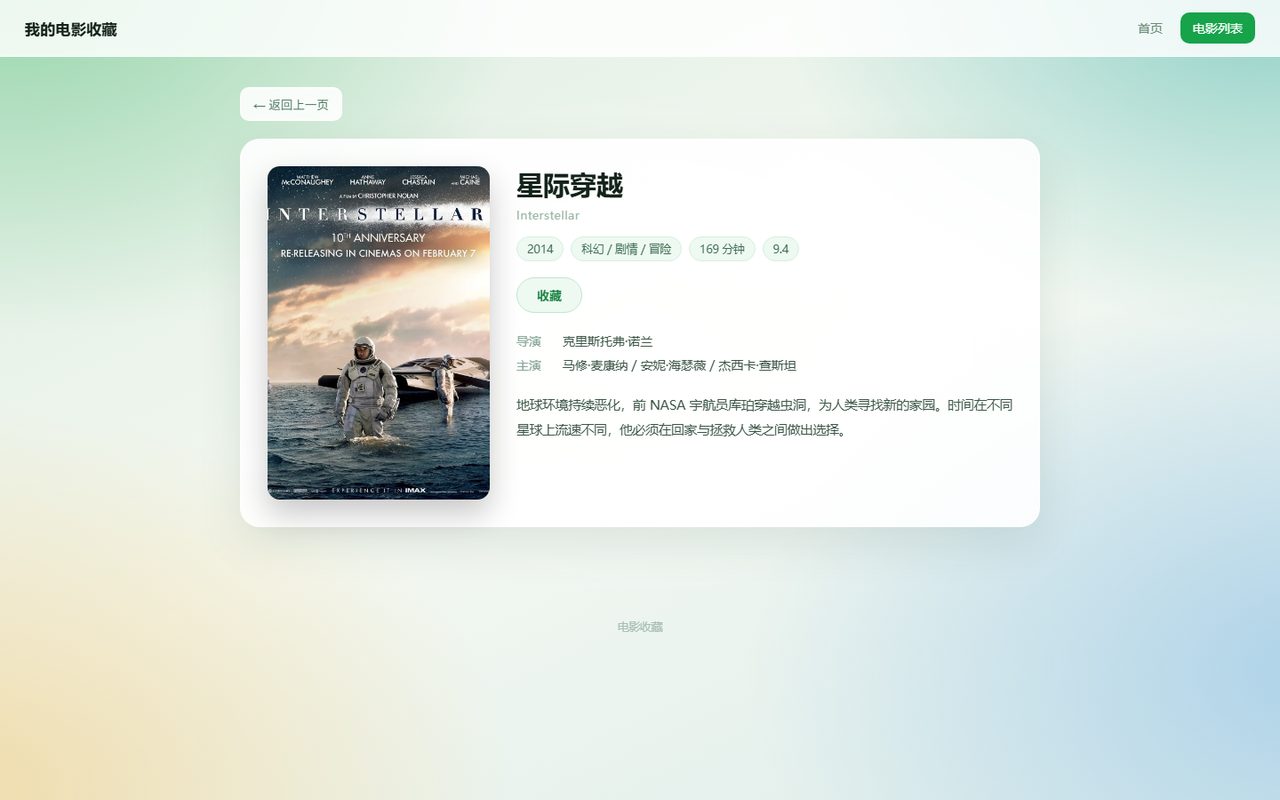 我的电影收藏
首页
电影列表
← 返回上一页
MATTHEW McCONAUGHEY
ANNE HATHAWAY
JESSICA CHASTAIN
AND MICHAEL CAINE
A FILM BY CHRISTOPHER NOLAN
INTERSTELLAR
10TH ANNIVERSARY
RE-RELEASING IN CINEMAS ON FEBRUARY 7
EXPERIENCE IT IN IMAX
星际穿越
Interstellar
2014
科幻 / 剧情 / 冒险
169 分钟
9.4
收藏
导演 克里斯托弗·诺兰
主演 马修·麦康纳 / 安妮·海瑟薇 / 杰西卡·查斯坦
地球环境持续恶化，前 NASA 宇航员库珀穿越虫洞，为人类寻找新的家园。时间在不同
星球上流速不同，他必须在回家与拯救人类之间做出选择。
电影收藏